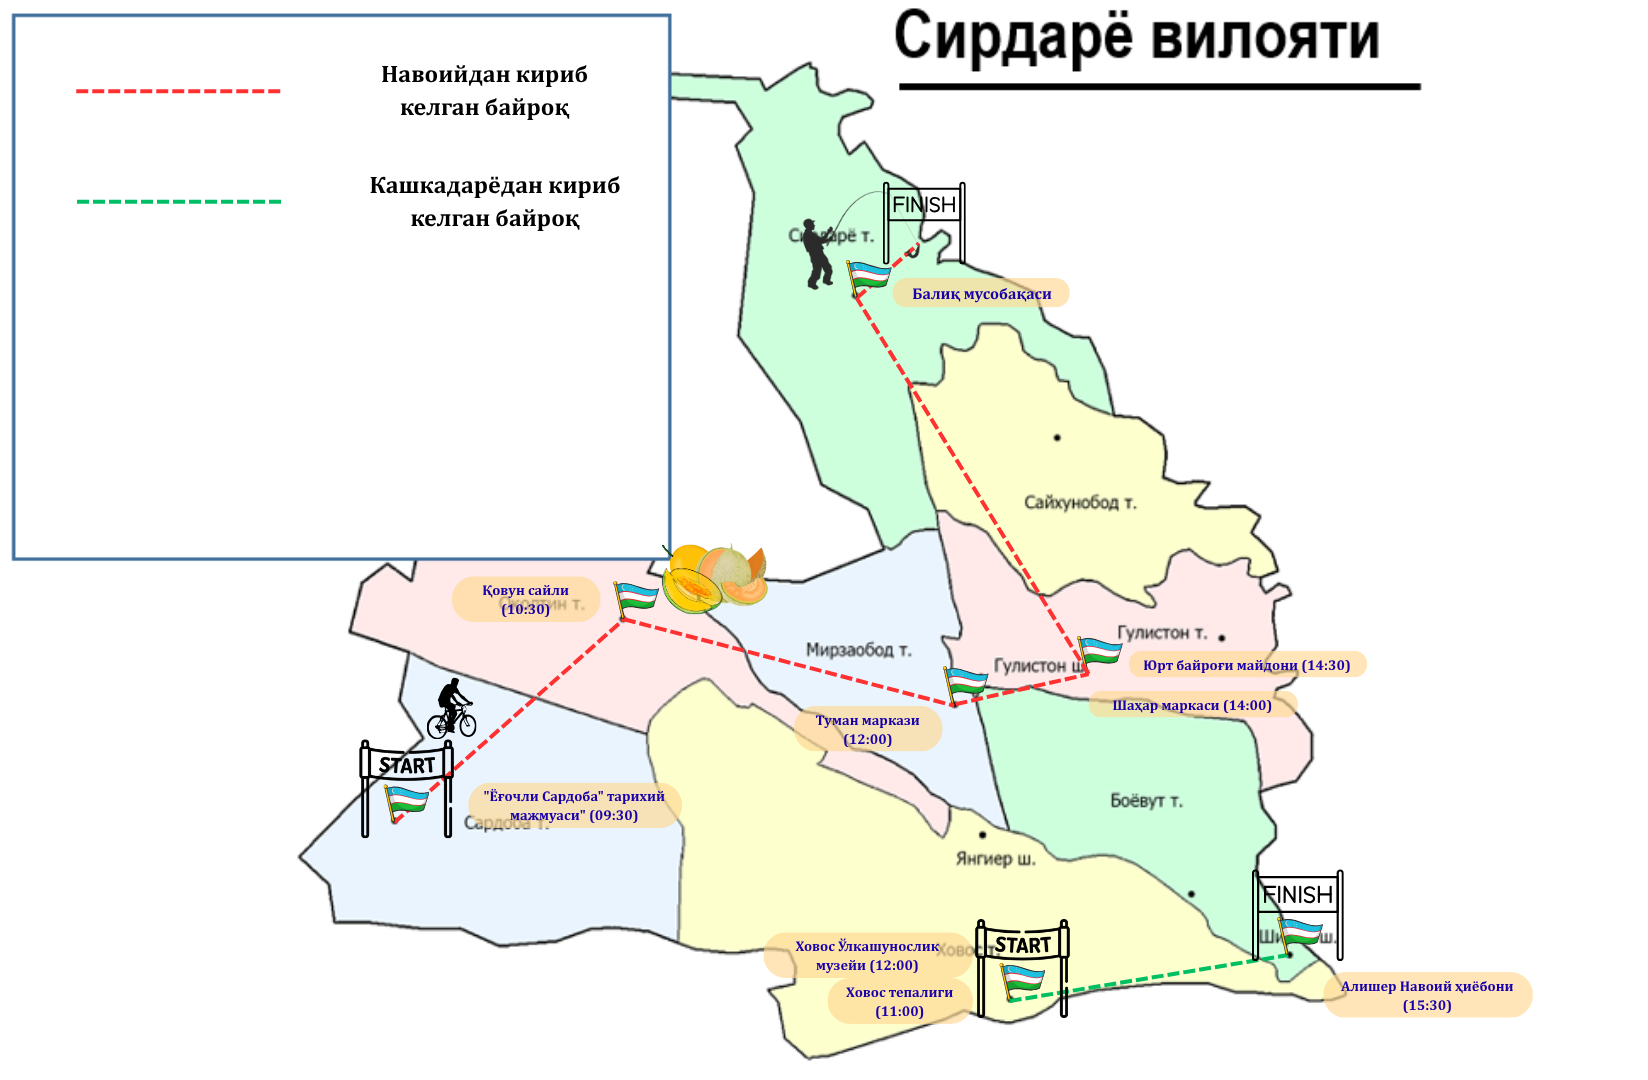 Сирдарё вилояти
Навоийдан кириб
келган байроқ
Кашкадарёдан кириб
келган байроқ
FINISH
Балиқ мусобақаси
Сайхунобод т.
Қовун сайли
(10:30)
Гулистон т.
Мирзаобод т.
Гулистон ш
Юрт байроғи майдони (14:30)
Шаҳар маркаси (14:00)
Туман маркази
(12:00)
START
"Ёғочли Сардоба" тарихий
мажмуаси" (09:30)
Сардоба т.
Боёвут т.
Янгиер ш.
FINISH
START
Ховос Ўлкашунослик
музейи (12:00)
Ховос т.
Ховос тепалиги
(11:00)
Алишер Навоий ҳиёбони
(15:30)